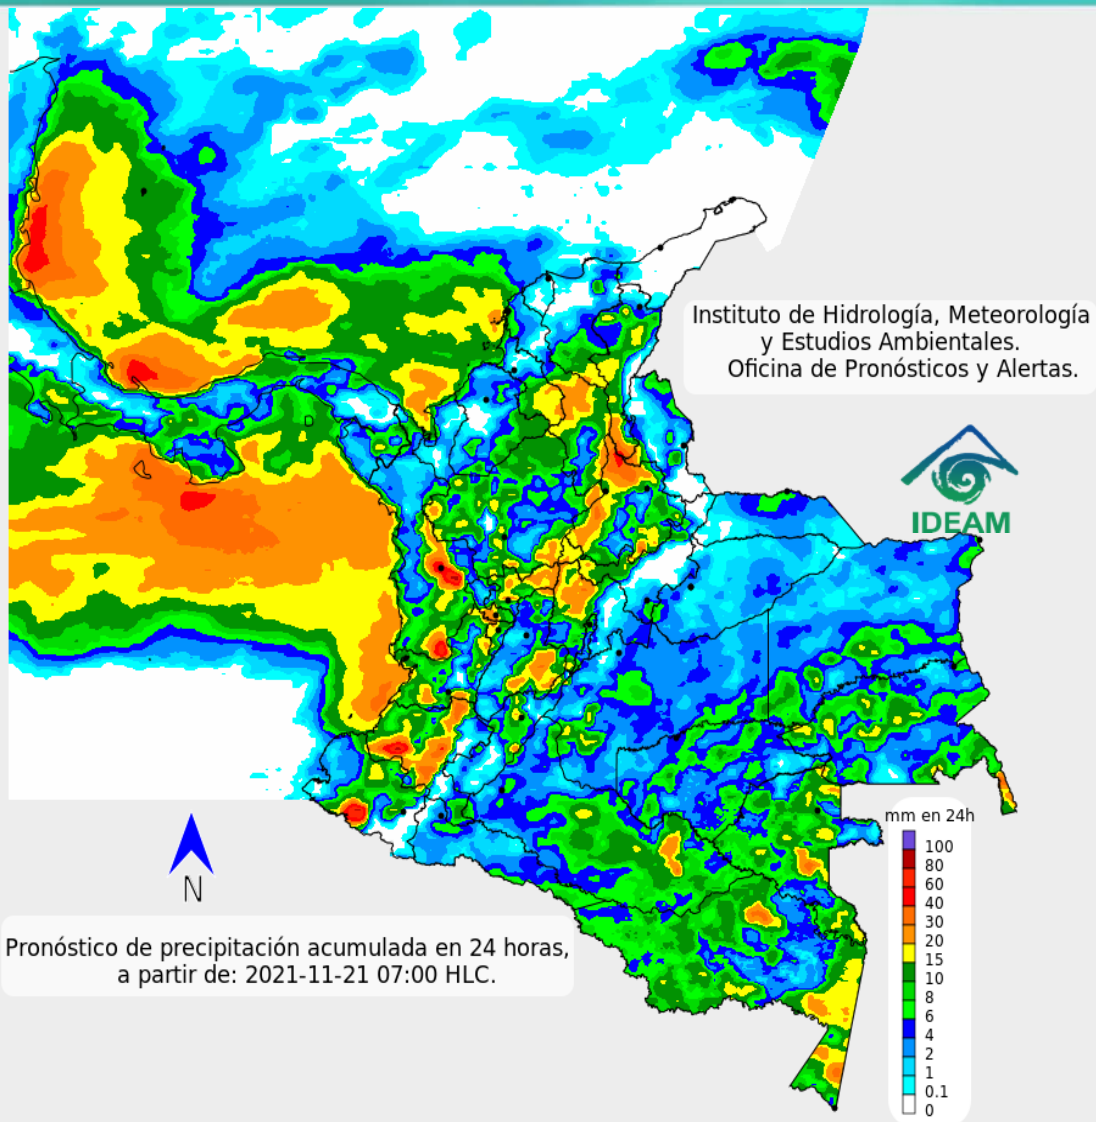 Instituto de Hidrología, Meteorología
y Estudios Ambientales.
Oficina de Pronósticos y Alertas.
IDEAM
mm en 24h
100
80
60
40
30
20
15
10
8
6
4
2
1
0.1
0
N
Pronóstico de precipitación acumulada en 24 horas,
a partir de: 2021-11-21 07:00 HLC.